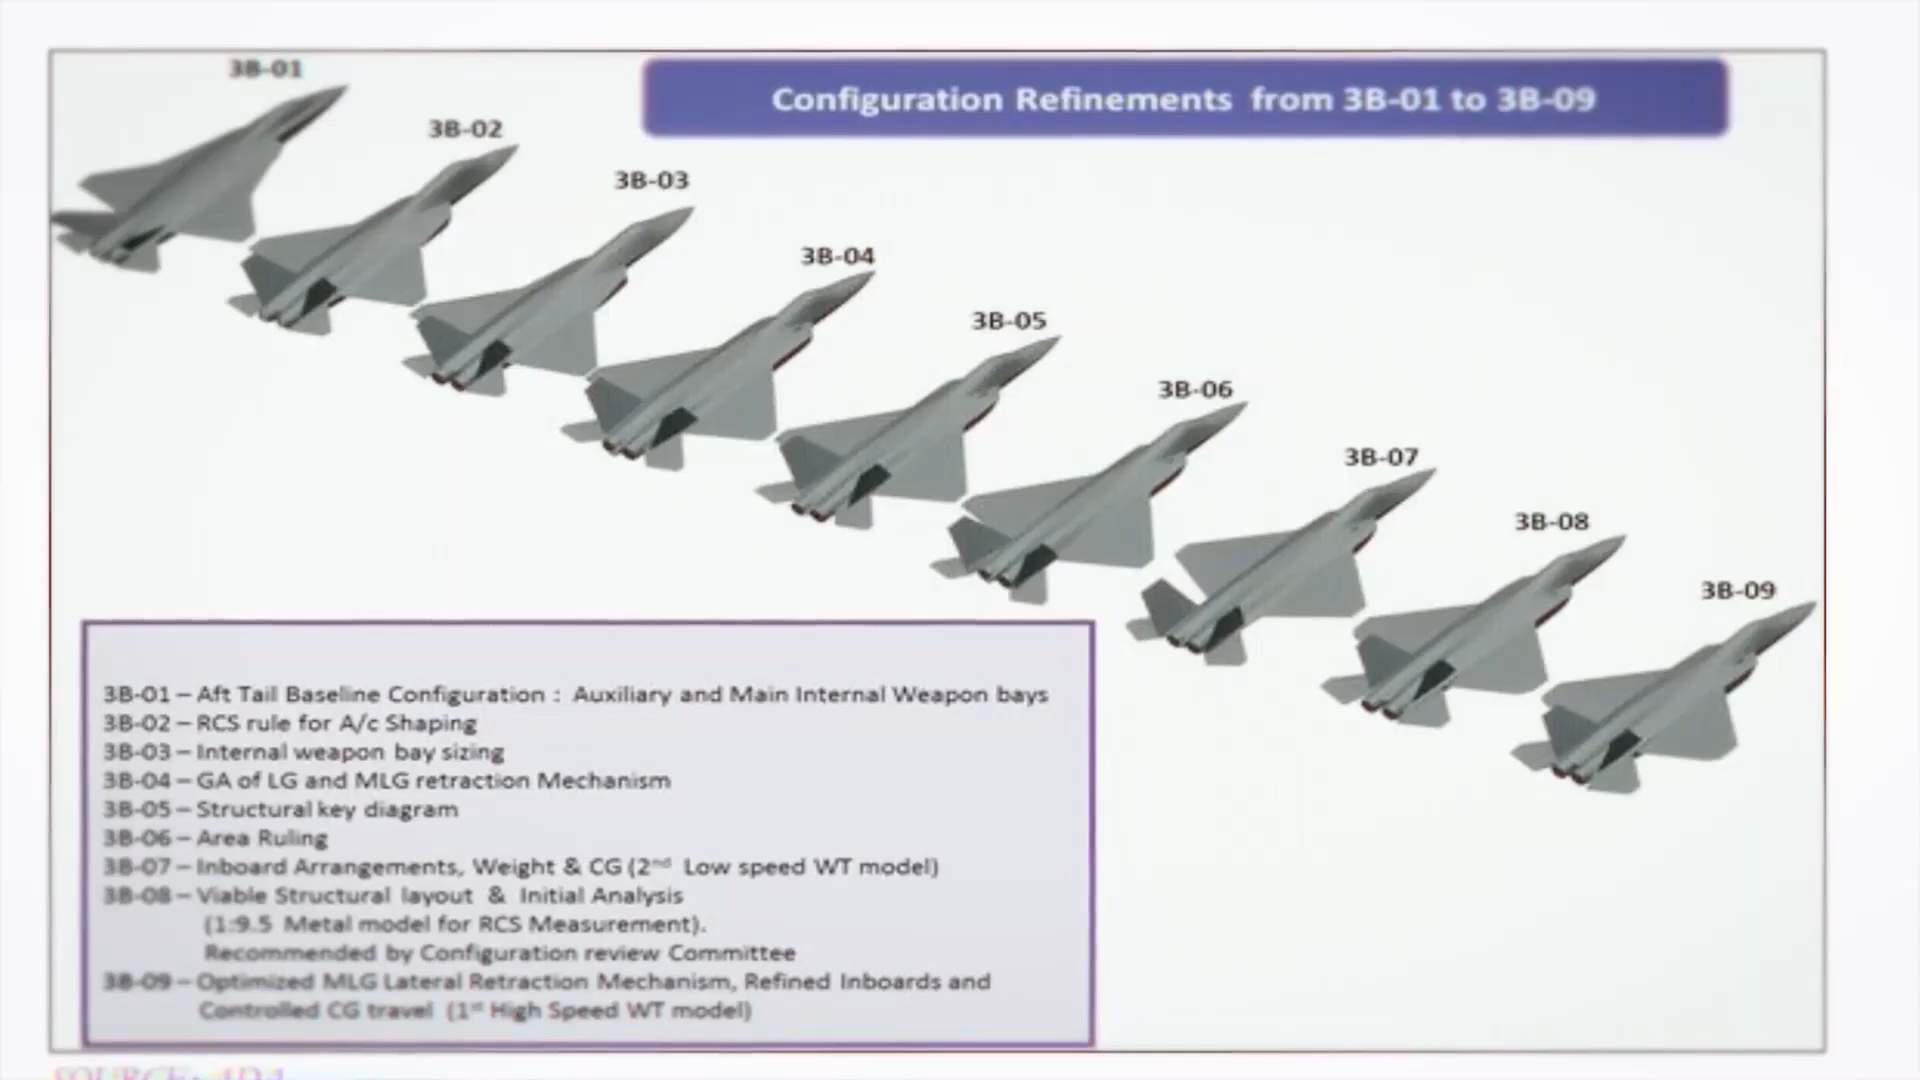 3B-01
Configuration Refinements from 3B-01 to 3B-09
3B-02
3B-03
3B-04
3B-05
3B-06
3B-07
3B-08
3B-09
3B-01 – Aft Tail Baseline Configuration : Auxiliary and Main Internal Weapon bays
3B-02 – RCS rule for A/c Shaping
3B-03 – Internal weapon bay sizing
3B-04 – GA of LG and MLG retraction Mechanism
3B-05 – Structural key diagram
3B-06 – Area Ruling
3B-07 – Inboard Arrangements, Weight & CG (2nd Low speed WT model)
3B-08 – Viable Structural layout & Initial Analysis
(1:9.5 Metal model for RCS Measurement).
Recommended by Configuration review Committee
3B-09 – Optimized MLG Lateral Retraction Mechanism, Refined Inboards and
Controlled CG travel (1st High Speed WT model)
SOURCE: ADA